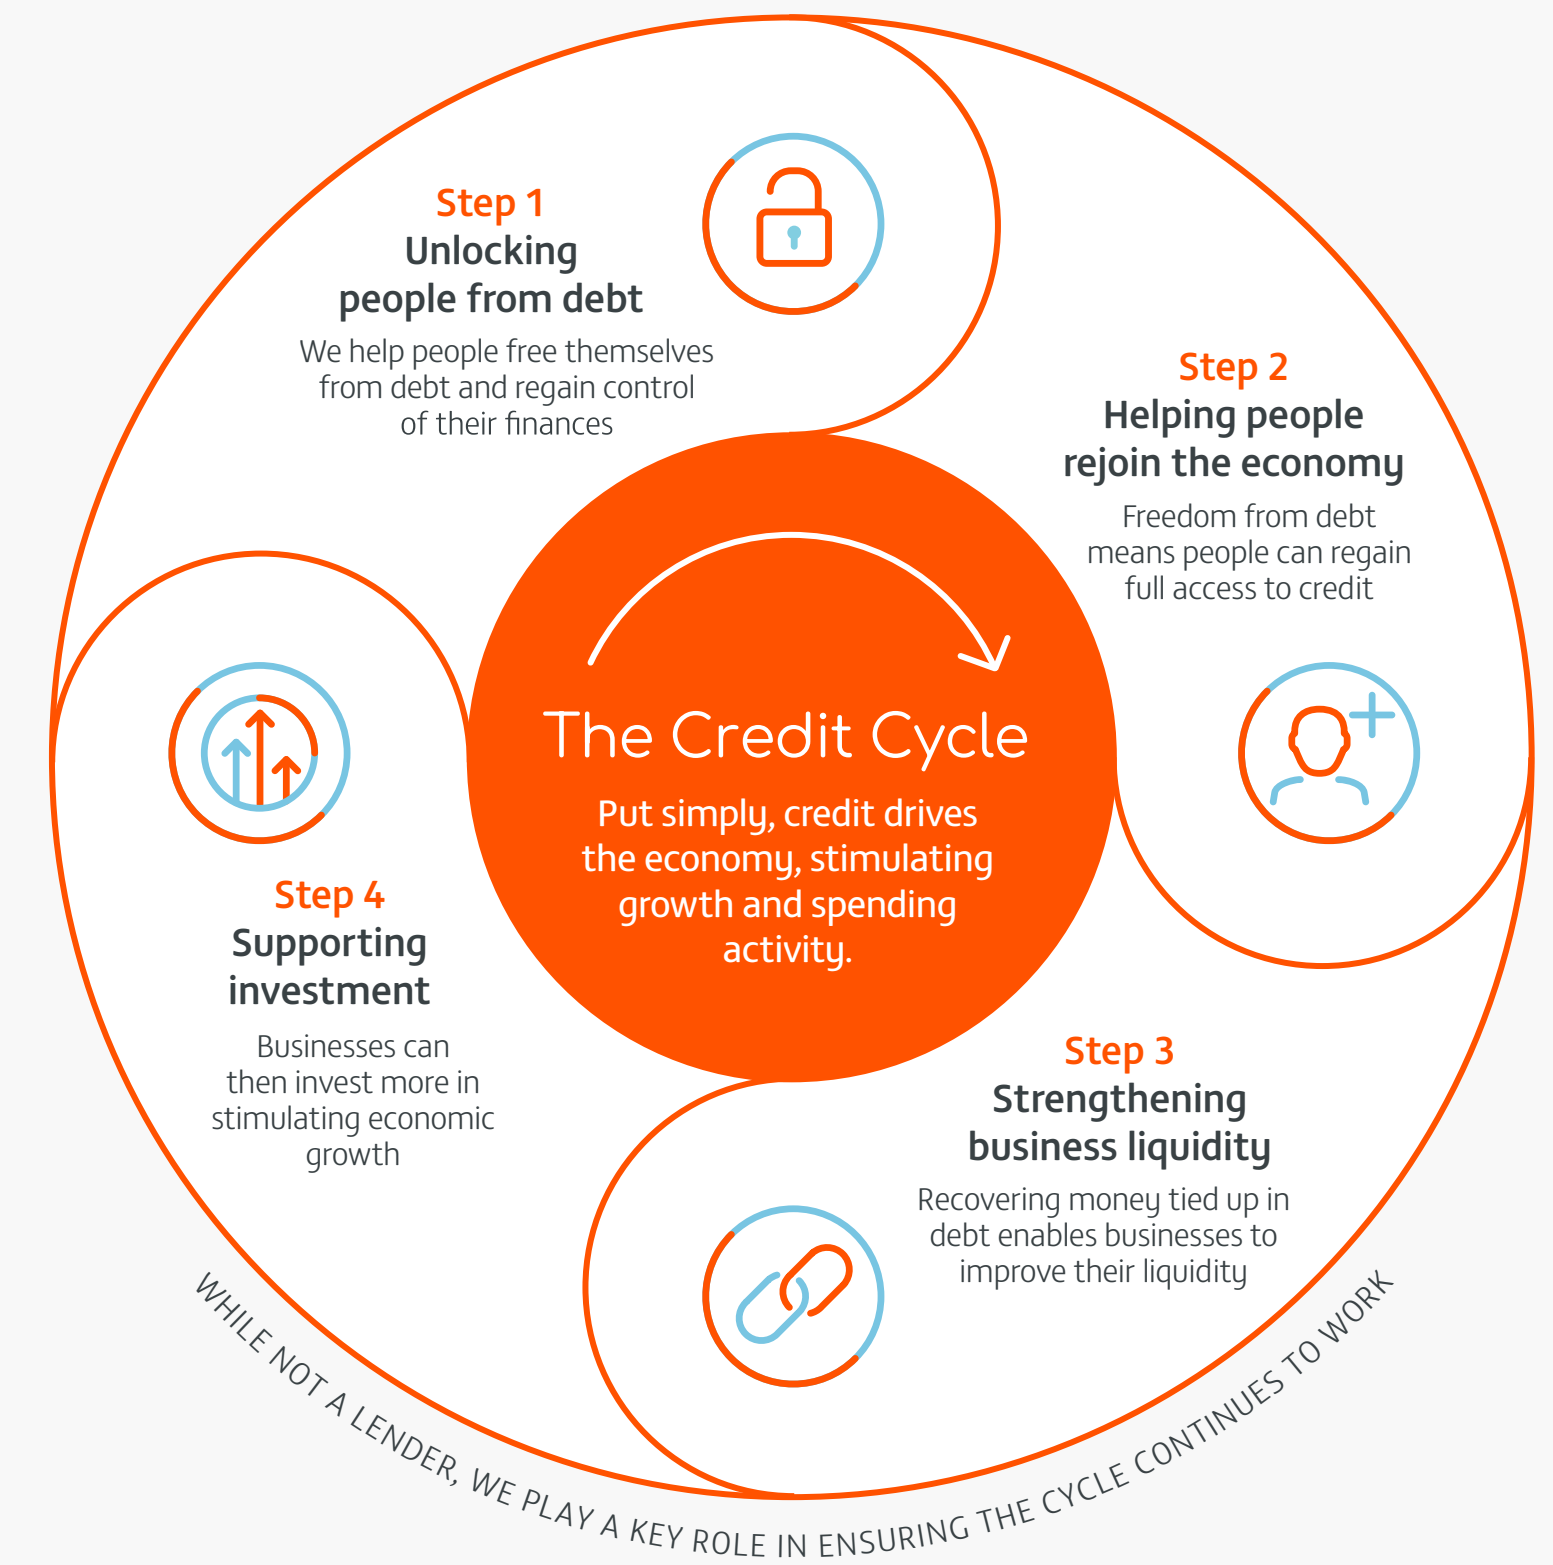 Step 1
Unlocking
people from debt
We help people free themselves
from debt and regain control
of their finances
Step 2
Helping people
rejoin the economy
Freedom from debt
means people can regain
full access to credit
The Credit Cycle
Put simply, credit drives
the economy, stimulating
growth and spending
activity.
Step 3
Strengthening
business liquidity
Recovering money tied up in
debt enables businesses to
improve their liquidity
Step 4
Supporting
investment
Businesses can
then invest more in
stimulating economic
growth
WHILE NOT A LENDER, WE PLAY A KEY ROLE IN ENSURING THE CYCLE CONTINUES TO WORK